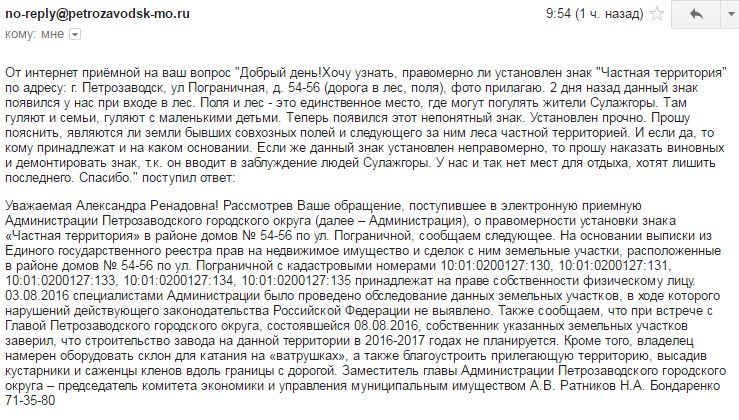 no-reply@petrozavodsk-mo.ru 9:54 (1 ч. назад)
кому: мне
От интернет приёмной на ваш вопрос "Добрый день!Хочу узнать, правомерно ли установлен знак "Частная территория"
по адресу: г. Петрозаводск, ул Пограничная, д. 54-56 (дорога в лес, поля), фото прилагаю. 2 дня назад данный знак
появился у нас при входе в лес. Поля и лес - это единственное место, где могут погулять жители Сулажгоры. Там
гуляют и семьи, гуляют с маленькими детьми. Теперь появился этот непонятный знак. Установлен прочно. Прошу
пояснить, являются ли земли бывших совхозных полей и следующего за ним леса частной территорией. И если да, то
кому принадлежат и на каком основании. Если же данный знак установлен неправомерно, то прошу наказать виновных
и демонтировать знак, т.к. он вводит в заблуждение людей Сулажгоры. У нас и так нет мест для отдыха, хотят лишить
последнего. Спасибо." поступил ответ:
Уважаемая Александра Ренадовна! Рассмотрев Ваше обращение, поступившее в электронную приемную
Администрации Петрозаводского городского округа (далее – Администрация), о правомерности установки знака
«Частная территория» в районе домов № 54-56 по ул. Пограничной, сообщаем следующее. На основании выписки из
Единого государственного реестра прав на недвижимое имущество и сделок с ним земельные участки, расположенные
в районе домов № 54-56 по ул. Пограничной с кадастровыми номерами 10:01:0200127:130, 10:01:0200127:131,
10:01:0200127:133, 10:01:0200127:134, 10:01:0200127:135 принадлежат на праве собственности физическому лицу.
03.08.2016 специалистами Администрации было проведено обследование данных земельных участков, в ходе которого
нарушений действующего законодательства Российской Федерации не выявлено. Также сообщаем, что при встрече с
Главой Петрозаводского городского округа, состоявшейся 08.08.2016, собственник указанных земельных участков
заверил, что строительство завода на данной территории в 2016-2017 годах не планируется. Кроме того, владелец
намерен оборудовать склон для катания на «ватрушках», а также благоустроить прилегающую территорию, высадив
кустарники и саженцы кленов вдоль границы с дорогой. Заместитель главы Администрации Петрозаводского городского
округа – председатель комитета экономики и управления муниципальным имуществом А.В. Ратников Н.А. Бондаренко
71-35-80